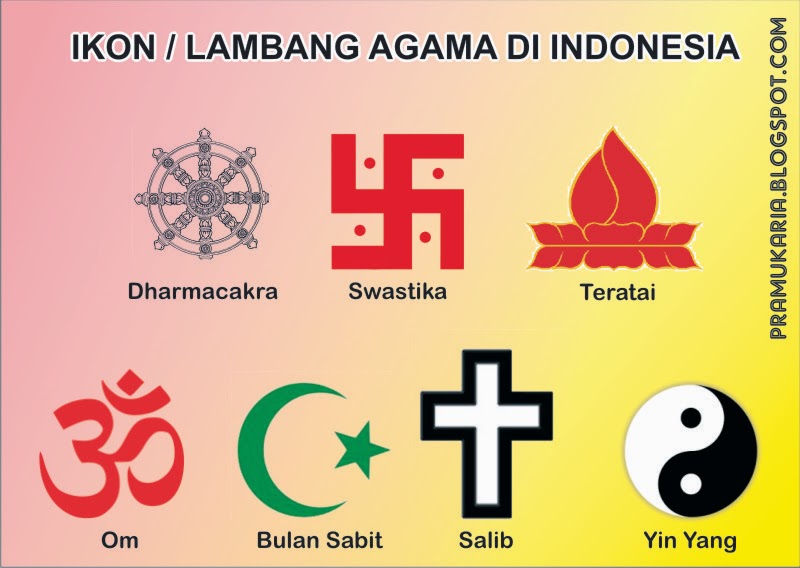 IKON / LAMBANG AGAMA DI INDONESIA
PRAMUKARIA.BLOGSPOT.COM
Dharmacakra
Swastika
Teratai
Om
Bulan Sabit
Salib
Yin Yang